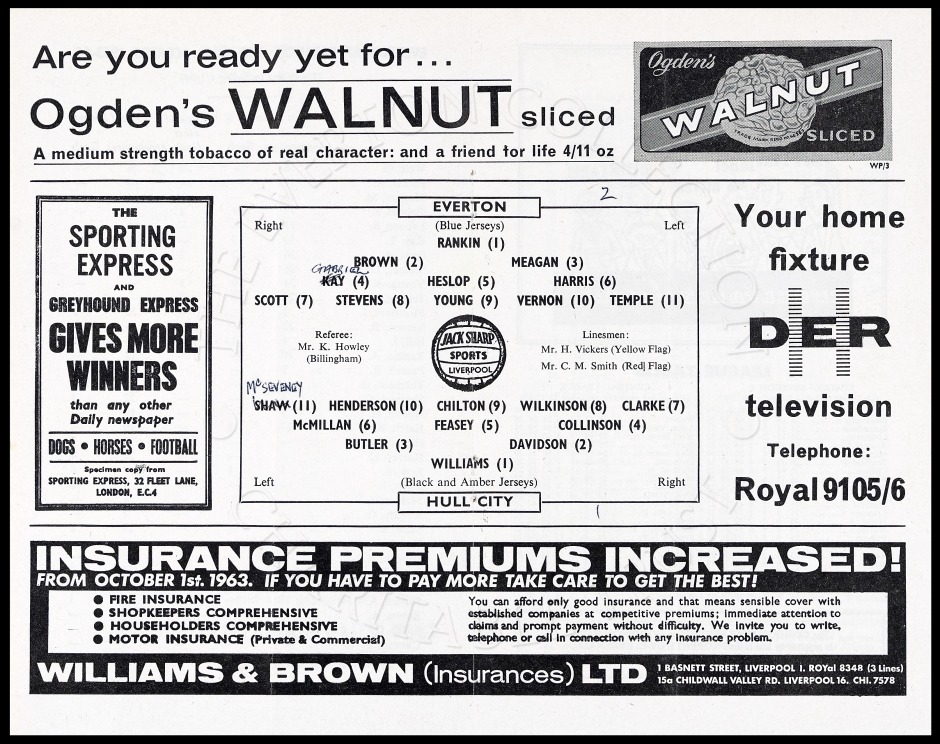 Are you ready yet for...
Ogden's WALNUT sliced
A medium strength tobacco of real character: and a friend for life 4/11 oz
Ogden's
WALNUT
SLICED
WP/3
THE
SPORTING
EXPRESS
AND
GREYHOUND EXPRESS
GIVES MORE
WINNERS
than any other
Daily newspaper
DOGS • HORSES • FOOTBALL
Specimen copy from
SPORTING EXPRESS, 32 FLEET LANE,
LONDON, E.C.4
2
EVERTON
Right (Blue Jerseys) Left
RANKIN (1)
BROWN (2) MEAGAN (3)
GABRIEL
KAY (4) HESLOP (5) HARRIS (6)
SCOTT (7) STEVENS (8) YOUNG (9) VERNON (10) TEMPLE (11)
Referee:
Mr. K. Howley
(Billingham)
JACK SHARP
SPORTS
LIVERPOOL
Linesmen:
Mr. H. Vickers (Yellow Flag)
Mr. C. M. Smith (Red Flag)
McSEVENEY
SHAW (11) HENDERSON (10) CHILTON (9) WILKINSON (8) CLARKE (7)
McMILLAN (6) FEASEY (5) COLLINSON (4)
BUTLER (3) DAVIDSON (2)
WILLIAMS (1)
Left (Black and Amber Jerseys) Right
HULL CITY
1
Your home
fixture
DER
television
Telephone:
Royal 9105/6
INSURANCE PREMIUMS INCREASED!
FROM OCTOBER 1st. 1963. IF YOU HAVE TO PAY MORE TAKE CARE TO GET THE BEST!
• FIRE INSURANCE
• SHOPKEEPERS COMPREHENSIVE
• HOUSEHOLDERS COMPREHENSIVE
• MOTOR INSURANCE (Private & Commercial)
You can afford only good insurance and that means sensible cover with
established companies at competitive premiums; immediate attention to
claims and prompt payment without difficulty. We invite you to write,
telephone or call in connection with any insurance problem.
WILLIAMS & BROWN (Insurances) LTD
1 BASNETT STREET, LIVERPOOL 1. ROYal 8348 (3 Lines)
15a CHILDWALL VALLEY RD. LIVERPOOL 16. CHI. 7578